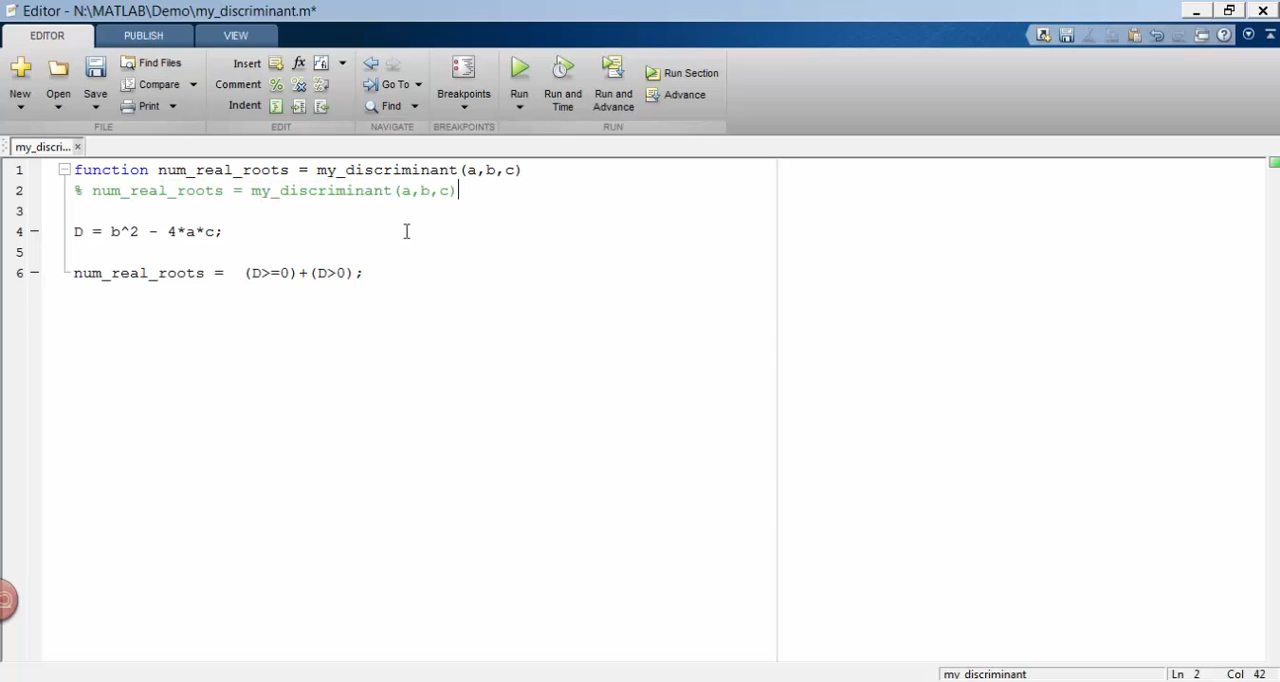 Editor - N:\MATLAB\Demo\my_discriminant.m*
EDITOR PUBLISH VIEW
New Open Save
Find Files
Compare
Print
FILE
Insert
Comment
Indent
EDIT
Go To
Find
NAVIGATE
Breakpoints
BREAKPOINTS
Run
Run and Time
Run and Advance
Run Section
Advance
RUN
my_discri...
1 function num_real_roots = my_discriminant(a,b,c)
2 % num_real_roots = my_discriminant(a,b,c)
3
4 D = b^2 - 4*a*c;
5
6 num_real_roots = (D>=0)+(D>0);
my_discriminant Ln 2 Col 42